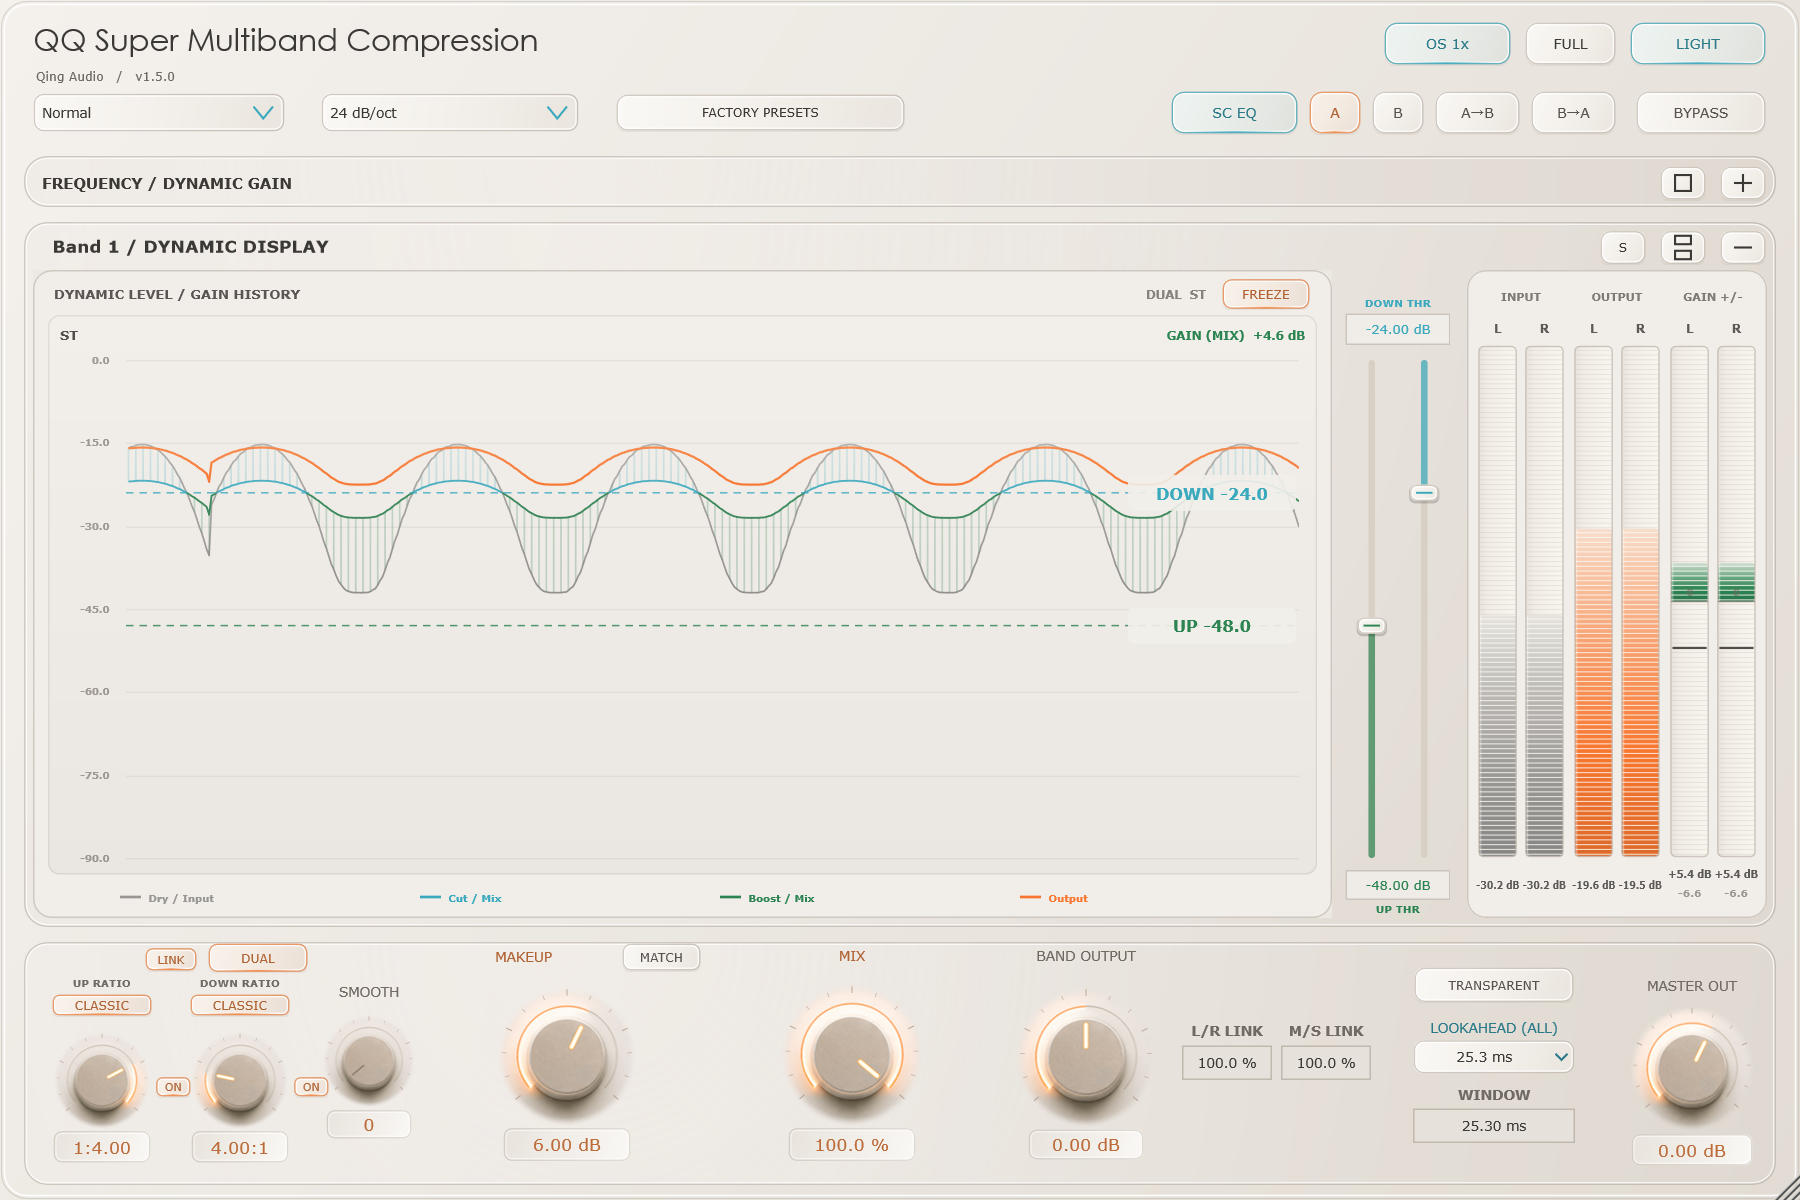 QQ Super Multiband Compression
Qing Audio / v1.5.0
OS 1x
FULL
LIGHT
Normal
24 dB/oct
FACTORY PRESETS
SC EQ
A
B
A→B
B→A
BYPASS
FREQUENCY / DYNAMIC GAIN
Band 1 / DYNAMIC DISPLAY
S
DYNAMIC LEVEL / GAIN HISTORY
DUAL ST
FREEZE
ST
GAIN (MIX) +4.6 dB
0.0
-15.0
-30.0
-45.0
-60.0
-75.0
-90.0
DOWN -24.0
UP -48.0
Dry / Input
Cut / Mix
Boost / Mix
Output
DOWN THR
-24.00 dB
-48.00 dB
UP THR
INPUT
OUTPUT
GAIN +/-
L R L R L R
-30.2 dB -30.2 dB -19.6 dB -19.5 dB +5.4 dB +5.4 dB
-6.6 -6.6
LINK
DUAL
UP RATIO
CLASSIC
DOWN RATIO
CLASSIC
SMOOTH
ON
ON
1:4.00
4.00:1
0
MAKEUP
MATCH
6.00 dB
MIX
100.0 %
BAND OUTPUT
0.00 dB
L/R LINK
M/S LINK
100.0 %
100.0 %
TRANSPARENT
LOOKAHEAD (ALL)
25.3 ms
WINDOW
25.30 ms
MASTER OUT
0.00 dB